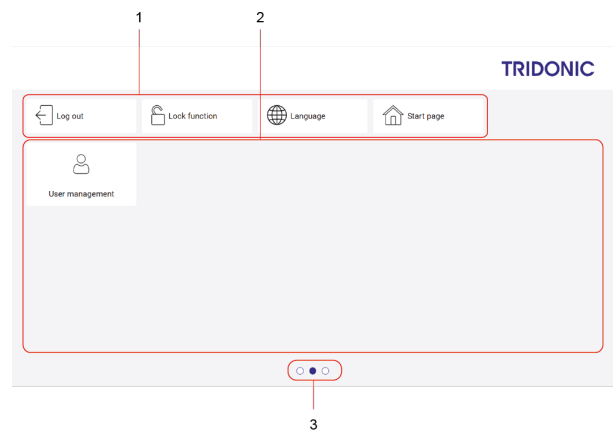 1 2
TRIDONIC
Log out Lock function Language Start page
User management
3